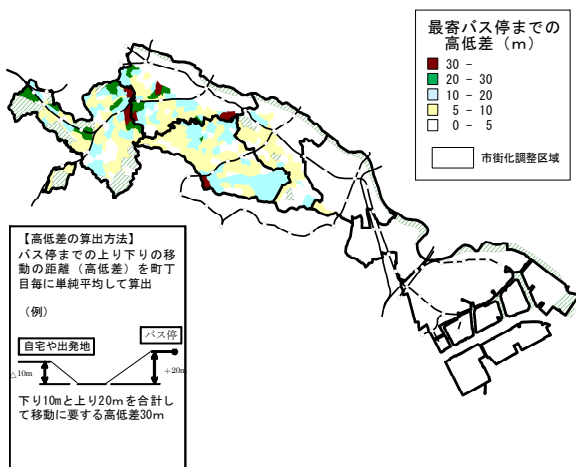 最寄バス停までの
高低差（ｍ）
30 -
20 - 30
10 - 20
5 - 10
0 - 5
市街化調整区域
【高低差の算出方法】
バス停までの上り下りの移
動の距離（高低差）を町丁
目毎に単純平均して算出
（例）
バス停
自宅や出発地
△10m
+20m
下り10mと上り20mを合計し
て移動に要する高低差30ｍ